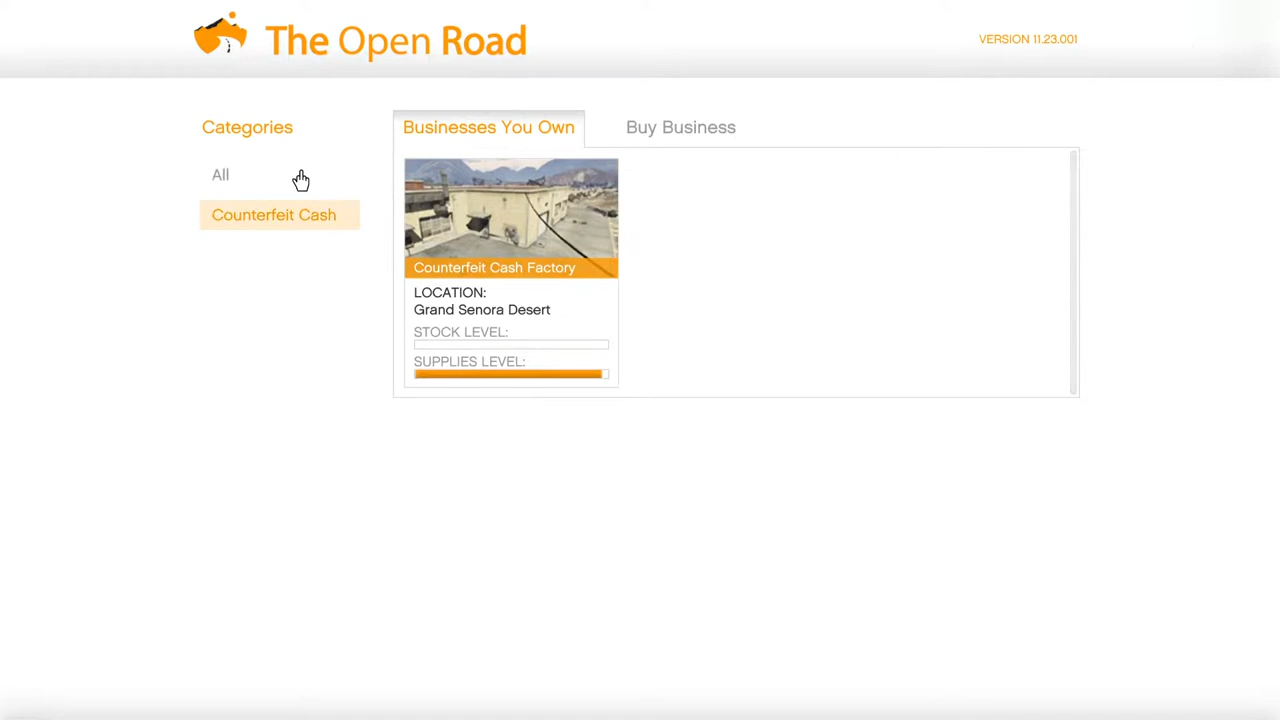 The Open Road
VERSION 11.23.001
Categories
Businesses You Own
Buy Business
All
Counterfeit Cash
Counterfeit Cash Factory
LOCATION:
Grand Senora Desert
STOCK LEVEL:
SUPPLIES LEVEL: